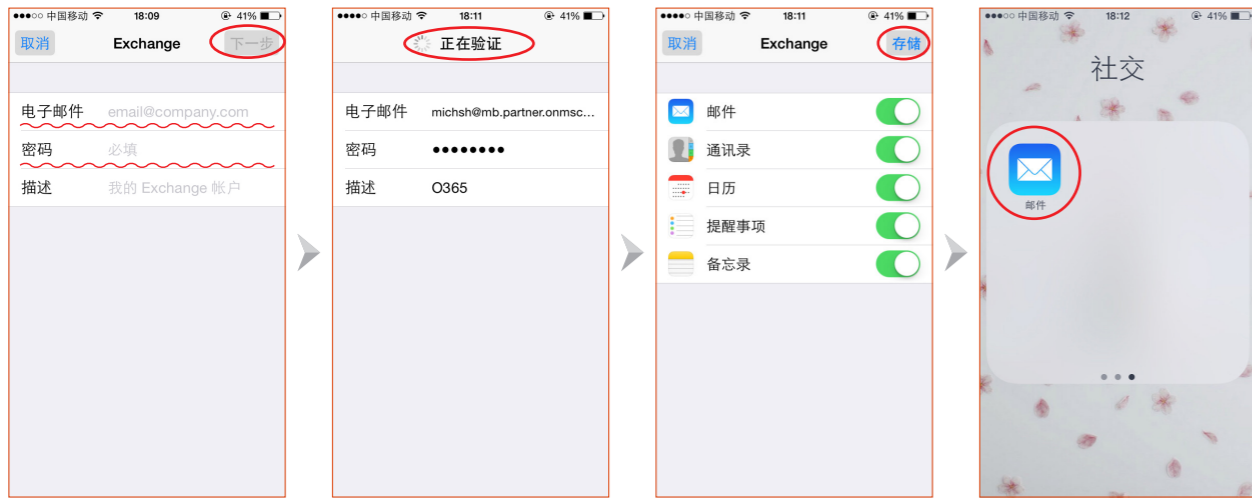 中国移动 18:09 41%
取消 Exchange 下一步
电子邮件 email@company.com
密码 必填
描述 我的 Exchange 帐户
中国移动 18:11 41%
正在验证
电子邮件 michsh@mb.partner.onmsc...
密码 ●●●●●●●●
描述 O365
中国移动 18:11 41%
取消 Exchange 存储
邮件
通讯录
日历
提醒事项
备忘录
中国移动 18:12 41%
社交
邮件